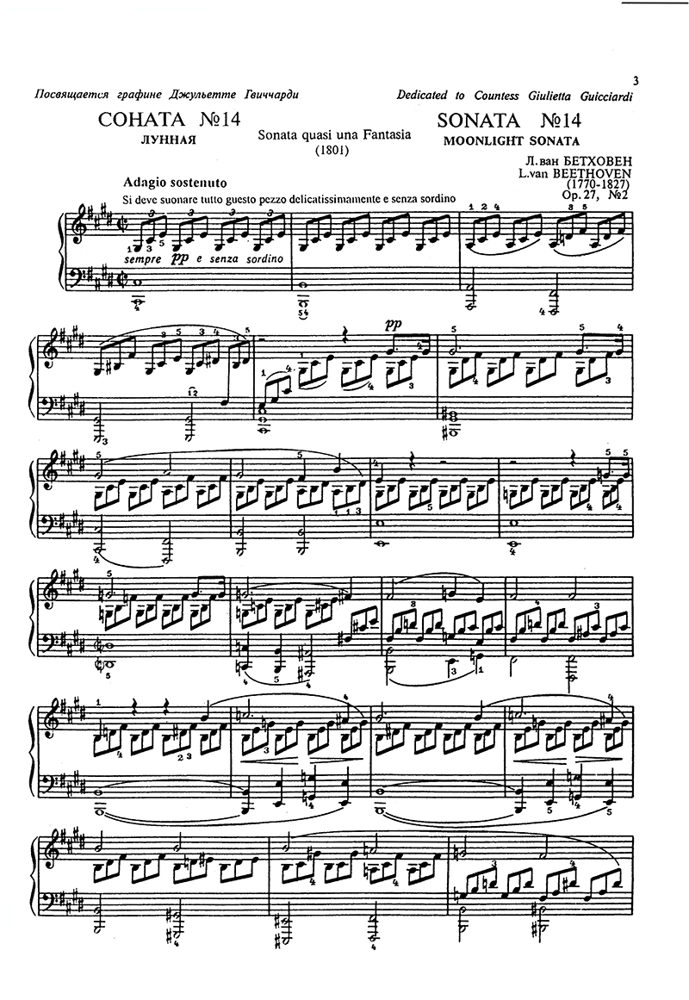 3
Посвящается графине Джульетте Гвиччарди
Dedicated to Countess Giulietta Guicciardi
СОНАТА №14
SONATA №14
ЛУННАЯ
Sonata quasi una Fantasia
MOONLIGHT SONATA
(1801)
Л. ван БЕТХОВЕН
L. van BEETHOVEN
(1770-1827)
Op. 27, №2
Adagio sostenuto
Si deve suonare tutto guesto pezzo delicatissimamente e senza sordino
sempre pp e senza sordino
pp